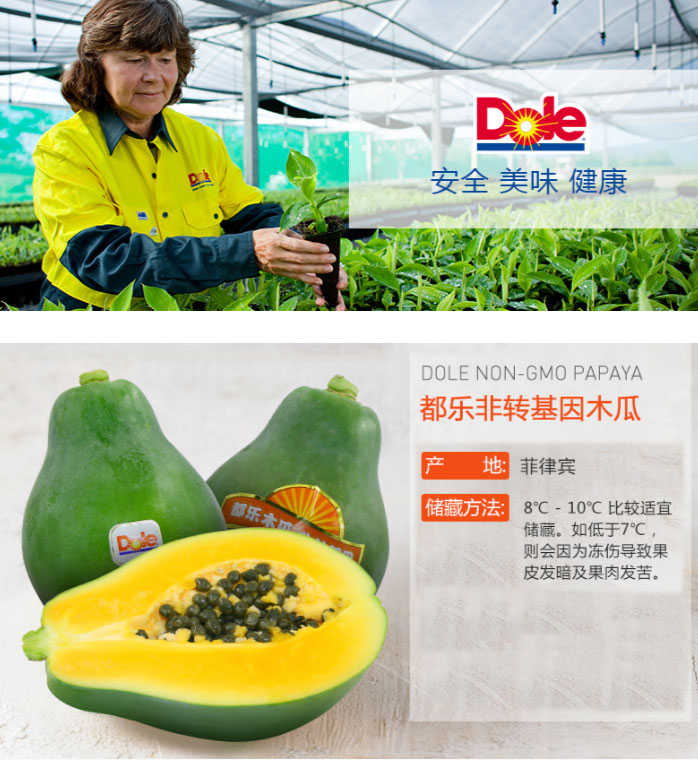 Dole
Dole
安全 美味 健康
DOLE NON-GMO PAPAYA
都乐非转基因木瓜
产 地: 菲律宾
储藏方法: 8℃ - 10℃ 比较适宜
储藏。如低于7℃，
则会因为冻伤导致果
皮发暗及果肉发苦。
都乐木瓜
Dole